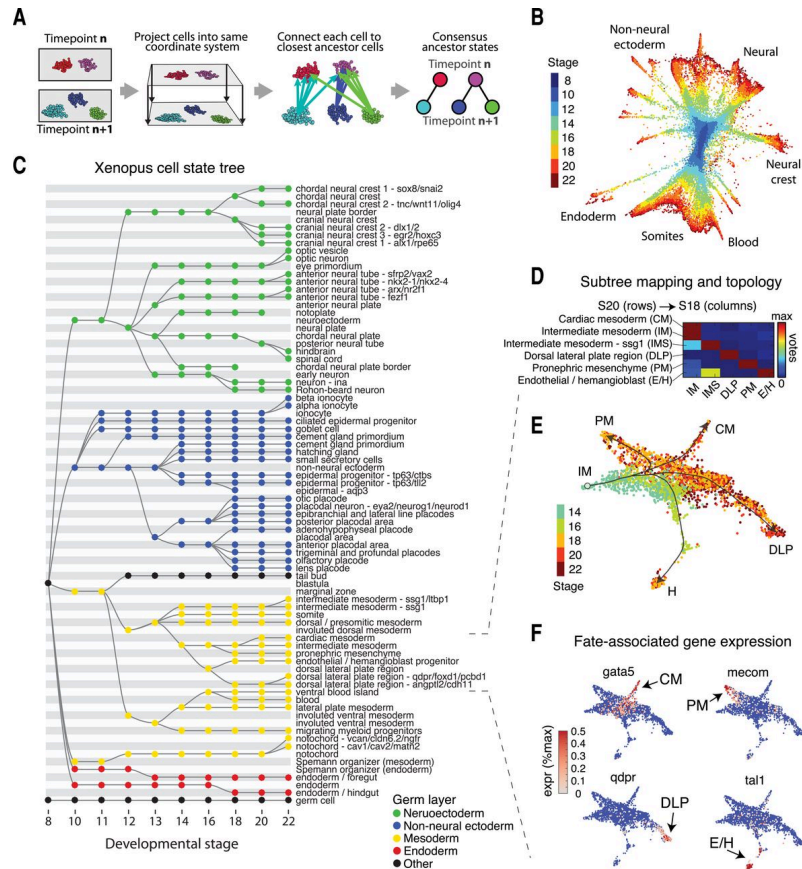 A
Timepoint n
Timepoint n+1
Project cells into same
coordinate system
Connect each cell to
closest ancestor cells
Consensus
ancestor states
Timepoint n
Timepoint n+1
B
Stage
8
10
12
14
16
18
20
22
Non-neural
ectoderm
Neural
Neural
crest
Endoderm
Somites
Blood
C
Xenopus cell state tree
chordal neural crest 1 - sox8/snai2
chordal neural crest
chordal neural crest 2 - tnc/wnt11/olig4
neural plate border
cranial neural crest
cranial neural crest 2 - dlx1/2
cranial neural crest 3 - egr2/hoxc3
cranial neural crest 1 - alx1/rpe65
optic vesicle
optic neuron
eye primordium
anterior neural tube - sfrp2/vax2
anterior neural tube - nkx2-1/nkx2-4
anterior neural tube - arx/nr2f1
anterior neural tube - fezf1
anterior neural plate
notoplate
neuroectoderm
neural plate
chordal neural plate
posterior neural tube
hindbrain
spinal cord
chordal neural plate border
early neuron
neuron - ina
Rohon-beard neuron
beta ionocyte
alpha ionocyte
ionocyte
ciliated epidermal progenitor
goblet cell
cement gland primordium
cement gland primordium
hatching gland
small secretory cells
non-neural ectoderm
epidermal progenitor - tp63/ctbs
epidermal progenitor - tp63/tll2
epidermal - aqp3
otic placode
placodal neuron - eya2/neurog1/neurod1
epibranchial and lateral line placodes
posterior placodal area
adenohypophyseal placode
placodal area
anterior placodal area
trigeminal and profundal placodes
olfactory placode
lens placode
tail bud
blastula
marginal zone
intermediate mesoderm - ssg1/ltbp1
intermediate mesoderm - ssg1
somite
dorsal / presomitic mesoderm
involuted dorsal mesoderm
cardiac mesoderm
intermediate mesoderm
pronephric mesenchyme
endothelial / hemangioblast progenitor
dorsal lateral plate region
dorsal lateral plate region - qdpr/foxd1/pcbd1
dorsal lateral plate region - angptl2/cdh11
ventral blood island
blood
lateral plate mesoderm
involuted ventral mesoderm
involuted ventral mesoderm
migrating myeloid progenitors
notochord - vcan/cldn6.2/ngfr
notochord - cav1/cav2/math2
notochord
Spemann organizer (mesoderm)
Spemann organizer (endoderm)
endoderm / foregut
endoderm
endoderm / hindgut
germ cell
8 10 11 12 13 14 16 18 20 22
Developmental stage
Germ layer
Neruoectoderm
Non-neural ectoderm
Mesoderm
Endoderm
Other
D
Subtree mapping and topology
S20 (rows) → S18 (columns)
Cardiac mesoderm (CM)
Intermediate mesoderm (IM)
Intermediate mesoderm - ssg1 (IMS)
Dorsal lateral plate region (DLP)
Pronephric mesenchyme (PM)
Endothelial / hemangioblast (E/H)
IM
IMS
DLP
PM
E/H
max
votes
0
E
PM
CM
IM
DLP
H
14
16
18
20
22
Stage
F
Fate-associated gene expression
gata5
CM
mecom
PM
expr (%max)
0.5
0.4
0.3
0.2
0.1
0
qdpr
DLP
tal1
E/H